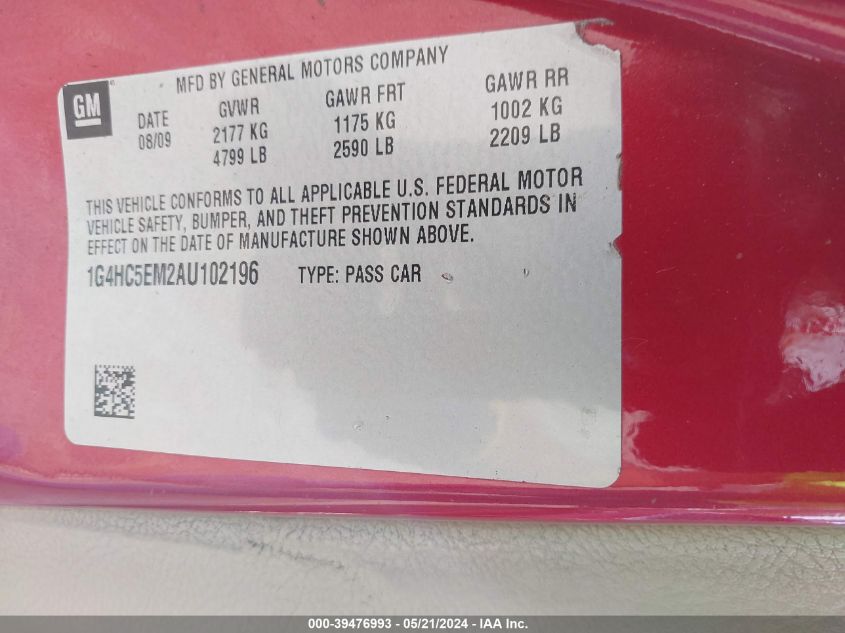 MFD BY GENERAL MOTORS COMPANY
GM
DATE GVWR GAWR FRT GAWR RR
08/09 2177 KG 1175 KG 1002 KG
4799 LB 2590 LB 2209 LB
THIS VEHICLE CONFORMS TO ALL APPLICABLE U.S. FEDERAL MOTOR
VEHICLE SAFETY, BUMPER, AND THEFT PREVENTION STANDARDS IN
EFFECT ON THE DATE OF MANUFACTURE SHOWN ABOVE.
1G4HC5EM2AU102196 TYPE: PASS CAR
000-39476993 - 05/21/2024 - IAA Inc.